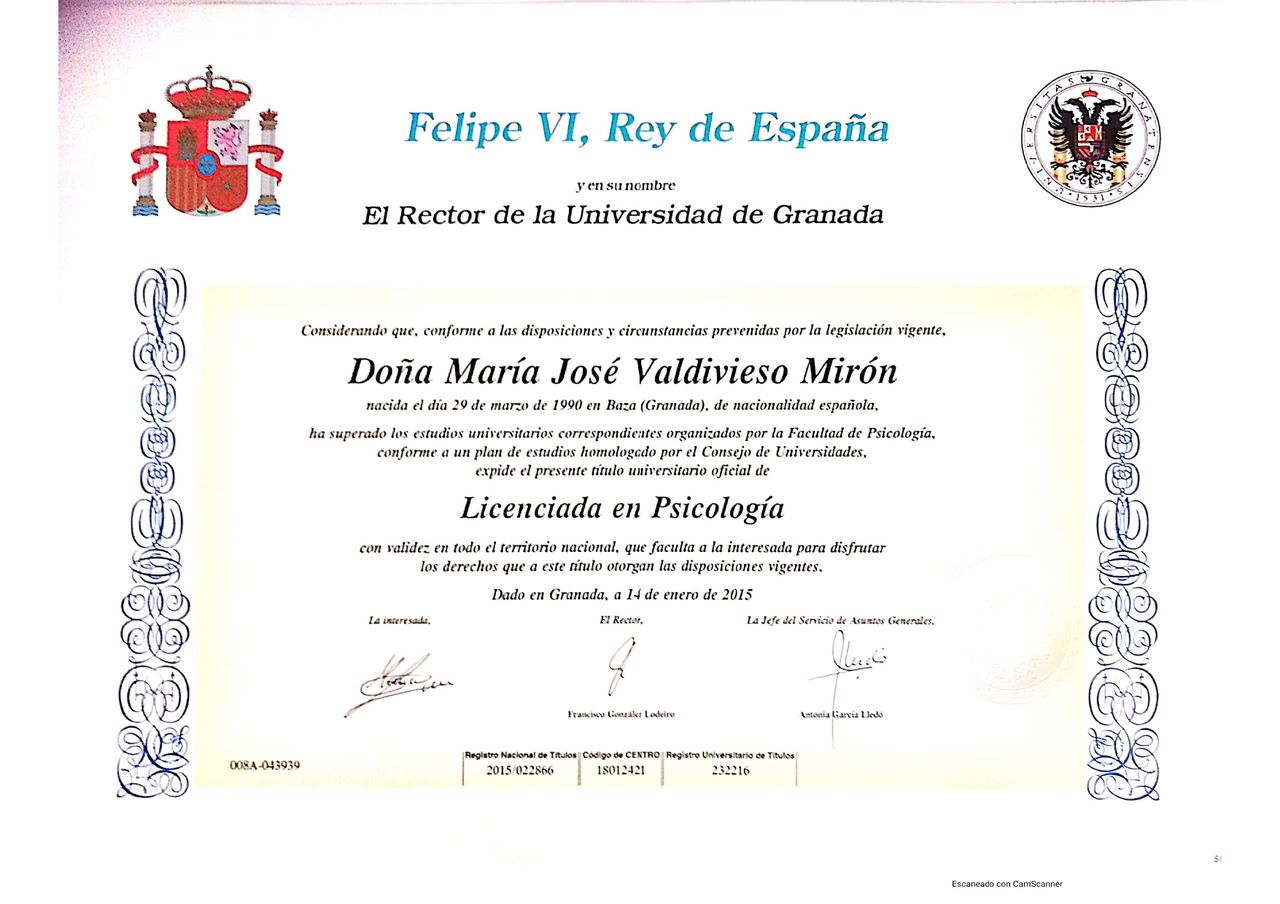 Felipe VI, Rey de España
UNIVERSITAS GRANATENSIS
· 1531 ·
y en su nombre
El Rector de la Universidad de Granada
Considerando que, conforme a las disposiciones y circunstancias prevenidas por la legislación vigente,
Doña María José Valdivieso Mirón
nacida el día 29 de marzo de 1990 en Baza (Granada), de nacionalidad española,
ha superado los estudios universitarios correspondientes organizados por la Facultad de Psicología,
conforme a un plan de estudios homologado por el Consejo de Universidades,
expide el presente título universitario oficial de
Licenciada en Psicología
con validez en todo el territorio nacional, que faculta a la interesada para disfrutar
los derechos que a este título otorgan las disposiciones vigentes.
Dado en Granada, a 14 de enero de 2015
La interesada, El Rector, La Jefe del Servicio de Asuntos Generales,
Francisco González Lodeiro Antonia García Lledó
Registro Nacional de Títulos Código de CENTRO Registro Universitario de Títulos
008A-043939 2015/022866 18012421 232216
Escaneado con CamScanner